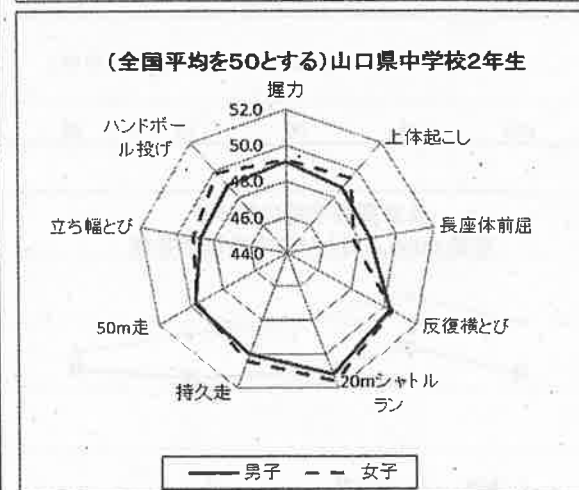 (全国平均を50とする)山口県中学校2年生
握力
52.0
50.0
48.0
46.0
44.0
上体起こし
長座体前屈
反復横とび
20mシャトル
ラン
持久走
50m走
立ち幅とび
ハンドボー
ル投げ
男子 女子